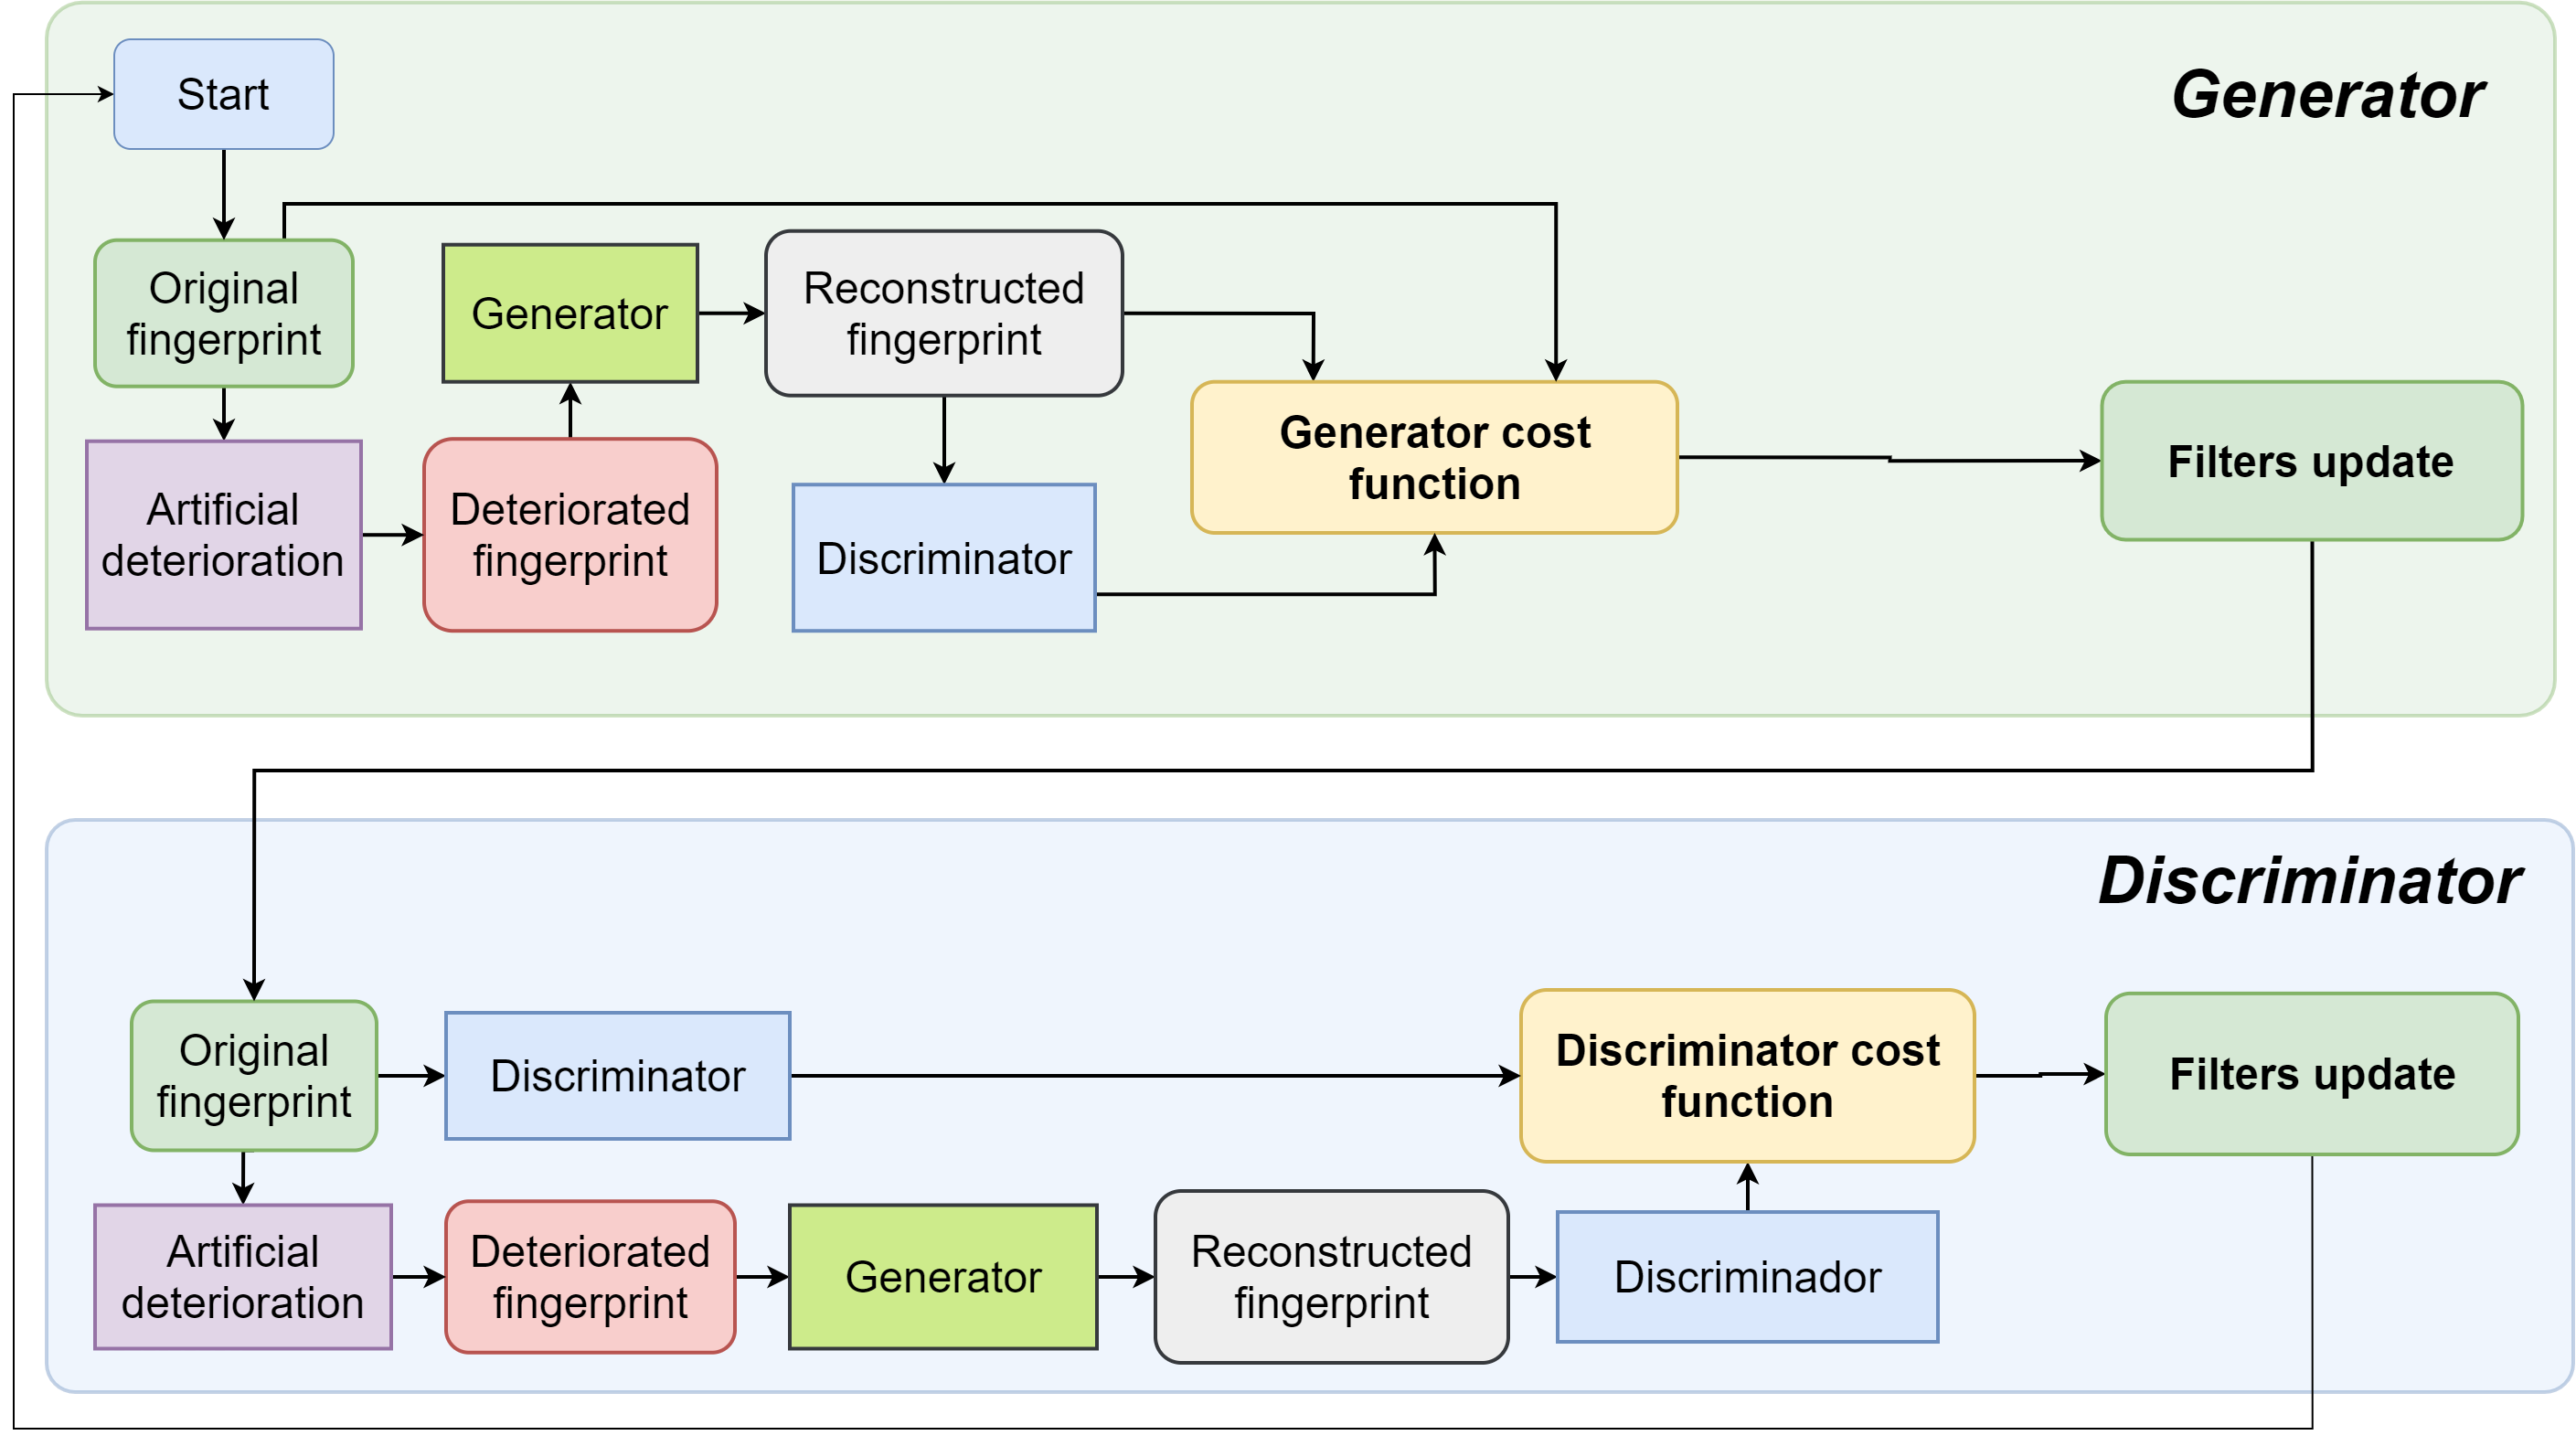 Start
Generator
Original
fingerprint
Generator
Reconstructed
fingerprint
Generator cost
function
Filters update
Artificial
deterioration
Deteriorated
fingerprint
Discriminator
Discriminator
Original
fingerprint
Discriminator
Discriminator cost
function
Filters update
Artificial
deterioration
Deteriorated
fingerprint
Generator
Reconstructed
fingerprint
Discriminador